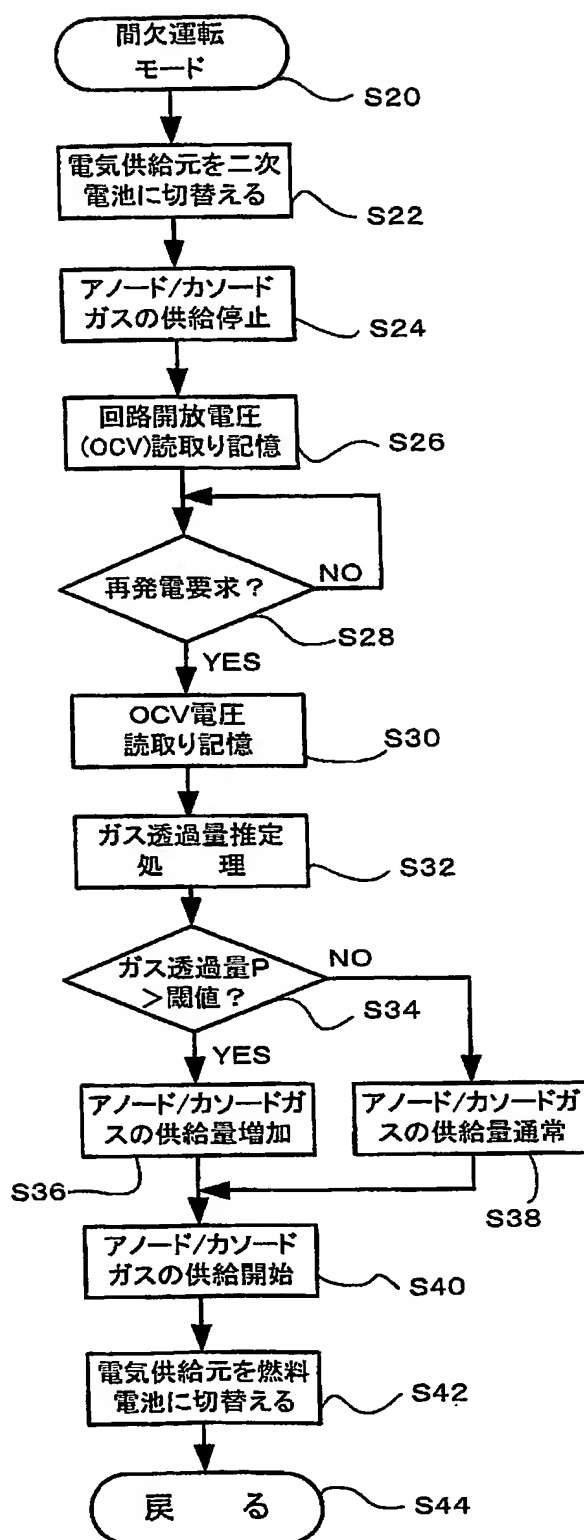 間欠運転
モード
S20
電気供給元を二次
電池に切替える
S22
アノード/カソード
ガスの供給停止
S24
回路開放電圧
(OCV)読取り記憶
S26
再発電要求?
NO
S28
YES
OCV電圧
読取り記憶
S30
ガス透過量推定
処 理
S32
ガス透過量P
>閾値?
NO
S34
YES
アノード/カソードガ
スの供給量増加
S36
アノード/カソードガ
スの供給量通常
S38
アノード/カソード
ガスの供給開始
S40
電気供給元を燃料
電池に切替える
S42
戻 る
S44